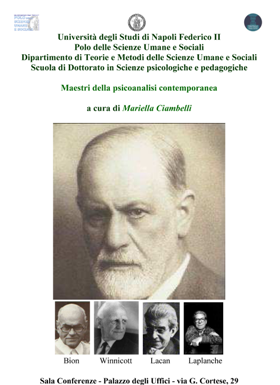 Università degli Studi di Napoli Federico II
Polo delle Scienze Umane e Sociali
Dipartimento di Teorie e Metodi delle Scienze Umane e Sociali
Scuola di Dottorato in Scienze psicologiche e pedagogiche
Maestri della psicoanalisi contemporanea
a cura di Mariella Ciambelli
Bion Winnicott Lacan Laplanche
Sala Conferenze - Palazzo degli Uffici - via G. Cortese, 29